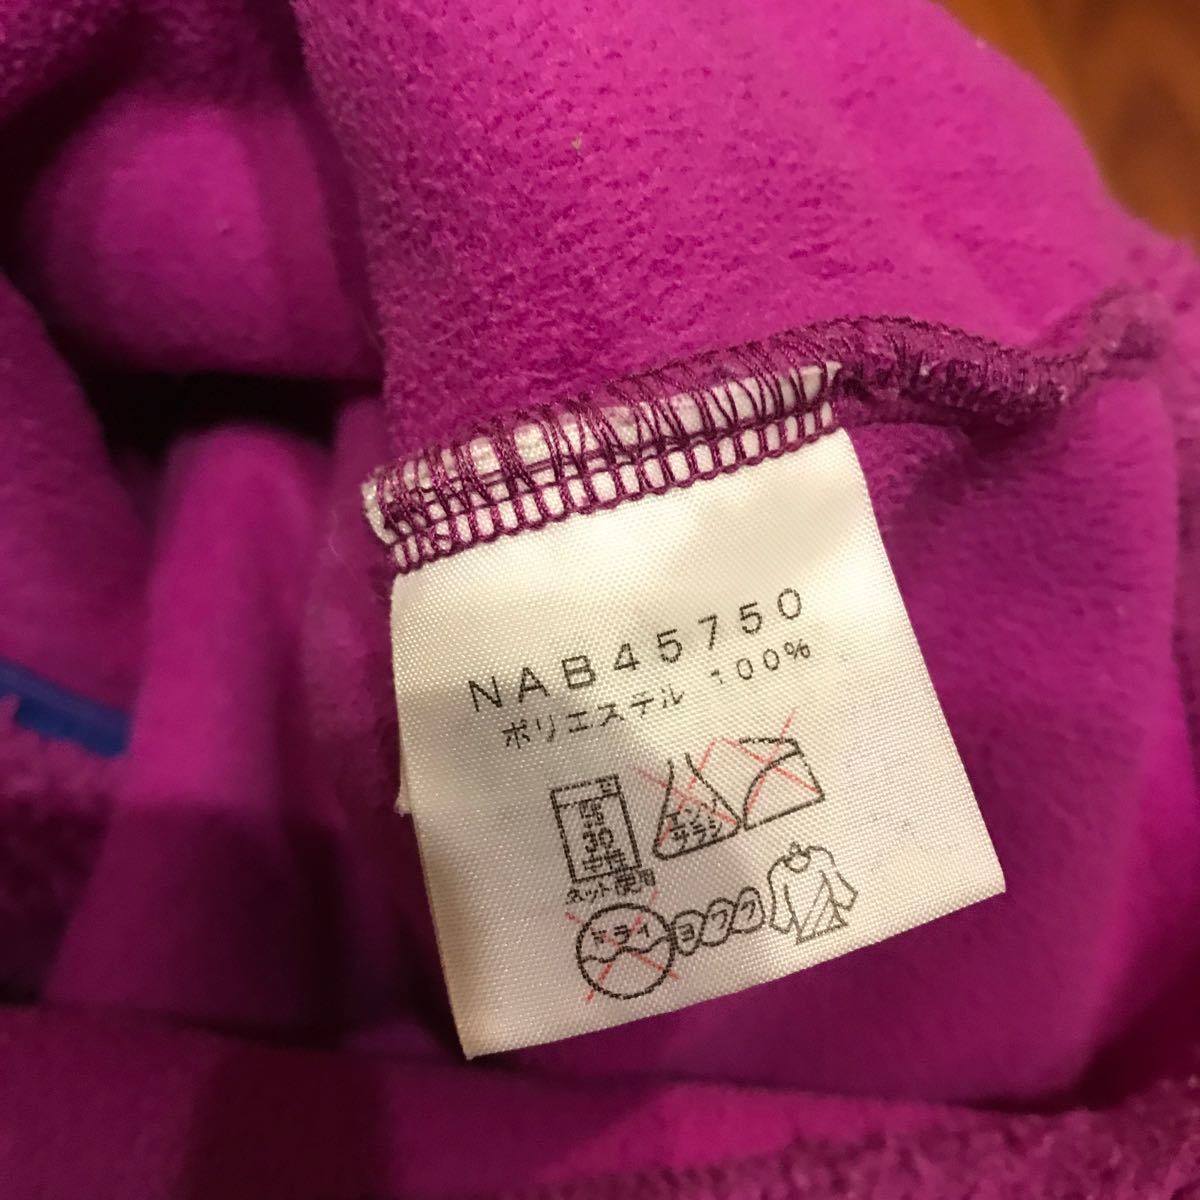 NAB45750
ポリエステル 100%
弱
30
エンソ
サラシ
ネット使用
ドライ
ヨワク